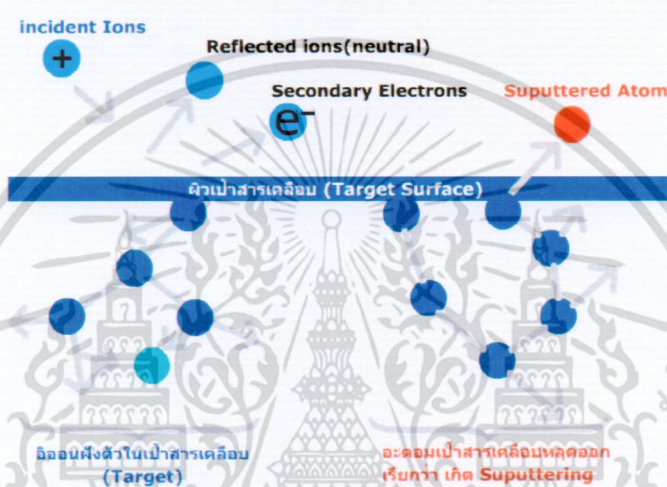 incident Ions
Reflected ions(neutral)
+
Secondary Electrons
Suputtered Atom
e-
ผิวเป้าสารเคลือบ (Target Surface)
อิออนฝังตัวในเป้าสารเคลือบ
(Target)
อะตอมเป้าสารเคลือบหลุดออก
เรียกวา เกิด Suputtering